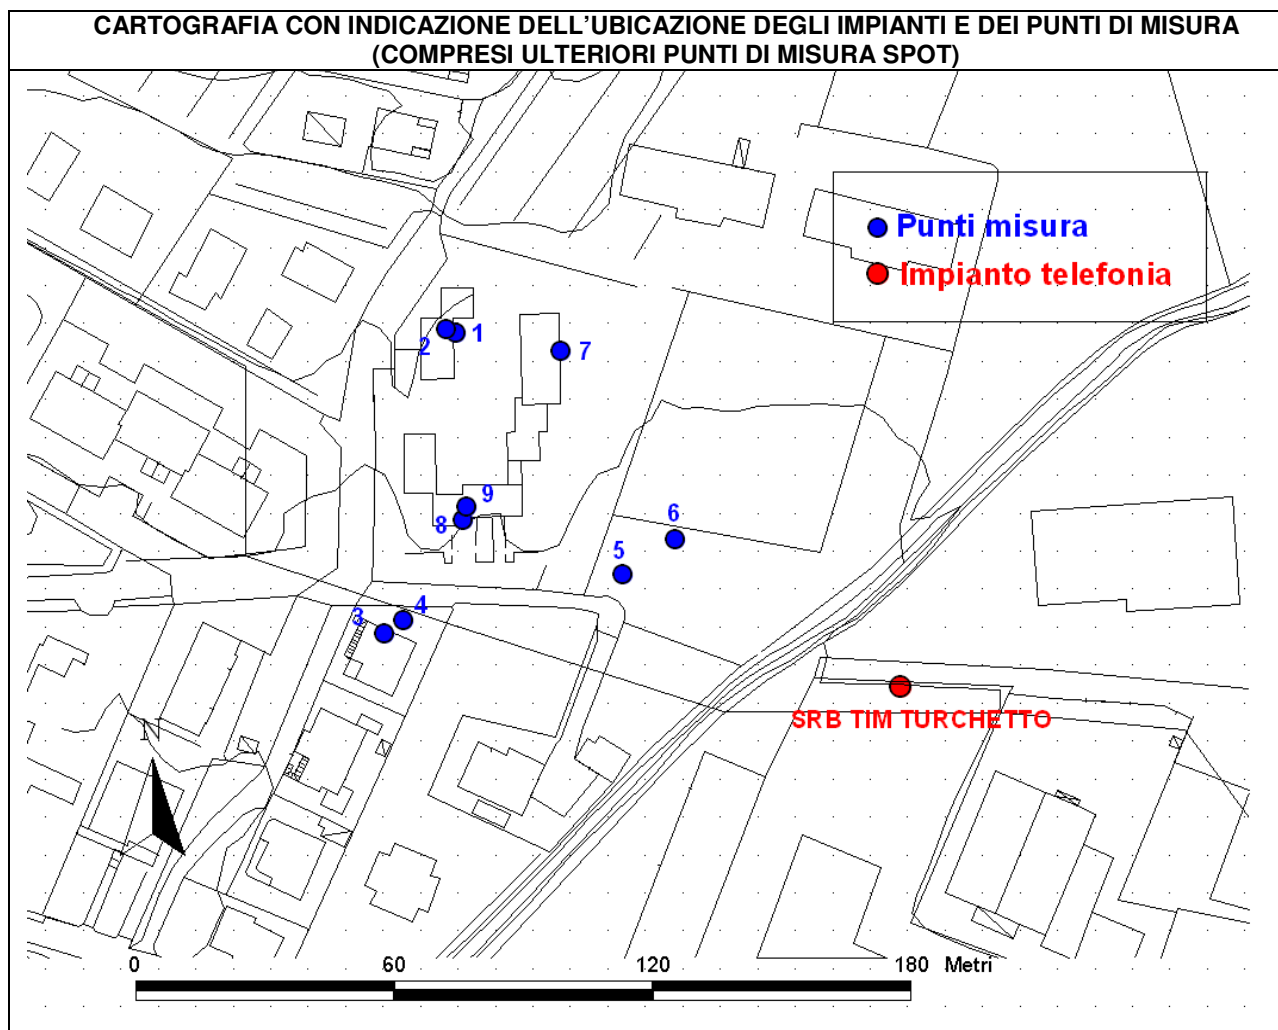 CARTOGRAFIA CON INDICAZIONE DELL'UBICAZIONE DEGLI IMPIANTI E DEI PUNTI DI MISURA
(COMPRESI ULTERIORI PUNTI DI MISURA SPOT)
Punti misura
Impianto telefonia
1
2
7
9
8
6
5
4
3
SRB TIM TURCHETTO
N
0 60 120 180 Metri